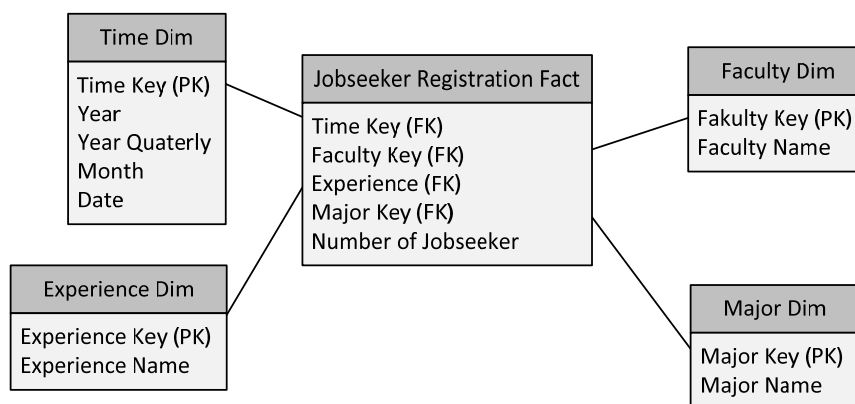 Time Dim
Time Key (PK)
Year
Year Quaterly
Month
Date
Jobseeker Registration Fact
Time Key (FK)
Faculty Key (FK)
Experience (FK)
Major Key (FK)
Number of Jobseeker
Faculty Dim
Fakulty Key (PK)
Faculty Name
Experience Dim
Experience Key (PK)
Experience Name
Major Dim
Major Key (PK)
Major Name